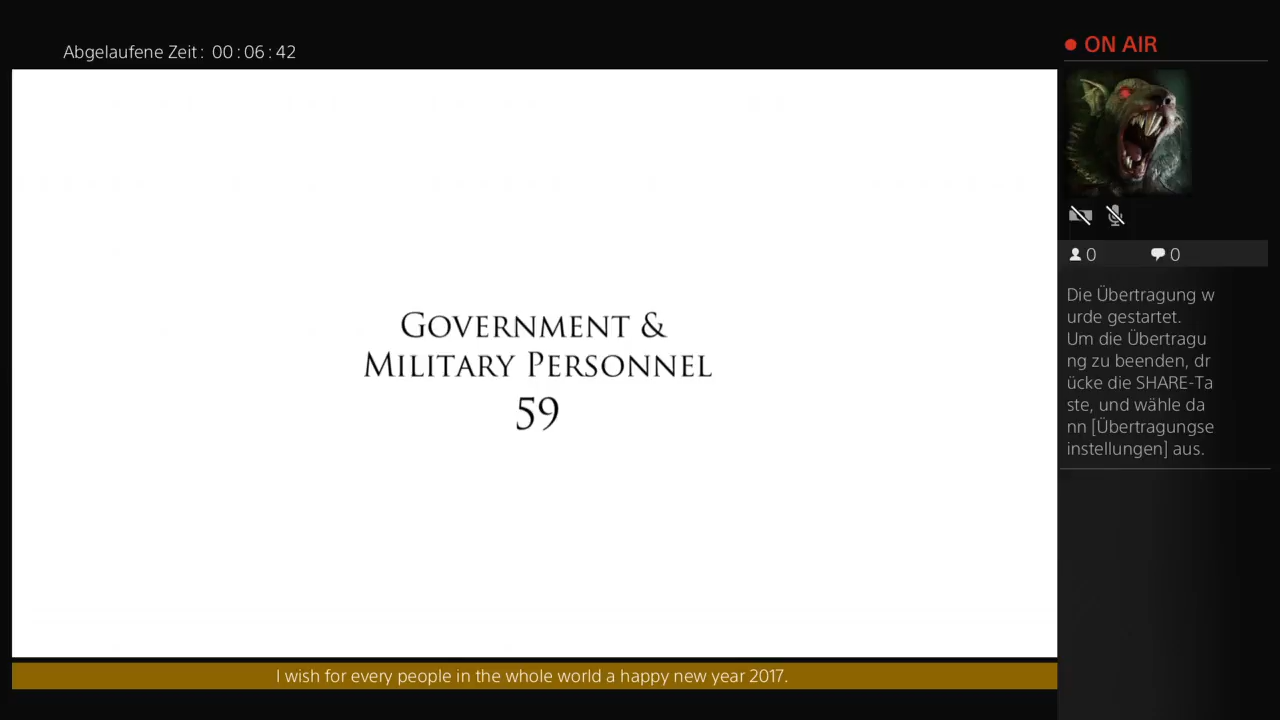 Abgelaufene Zeit: 00:06:42
ON AIR
0 0
Die Übertragung w
urde gestartet.
Um die Übertragu
ng zu beenden, dr
ücke die SHARE-Ta
ste, und wähle da
nn [Übertragungse
instellungen] aus.
GOVERNMENT &
MILITARY PERSONNEL
59
I wish for every people in the whole world a happy new year 2017.